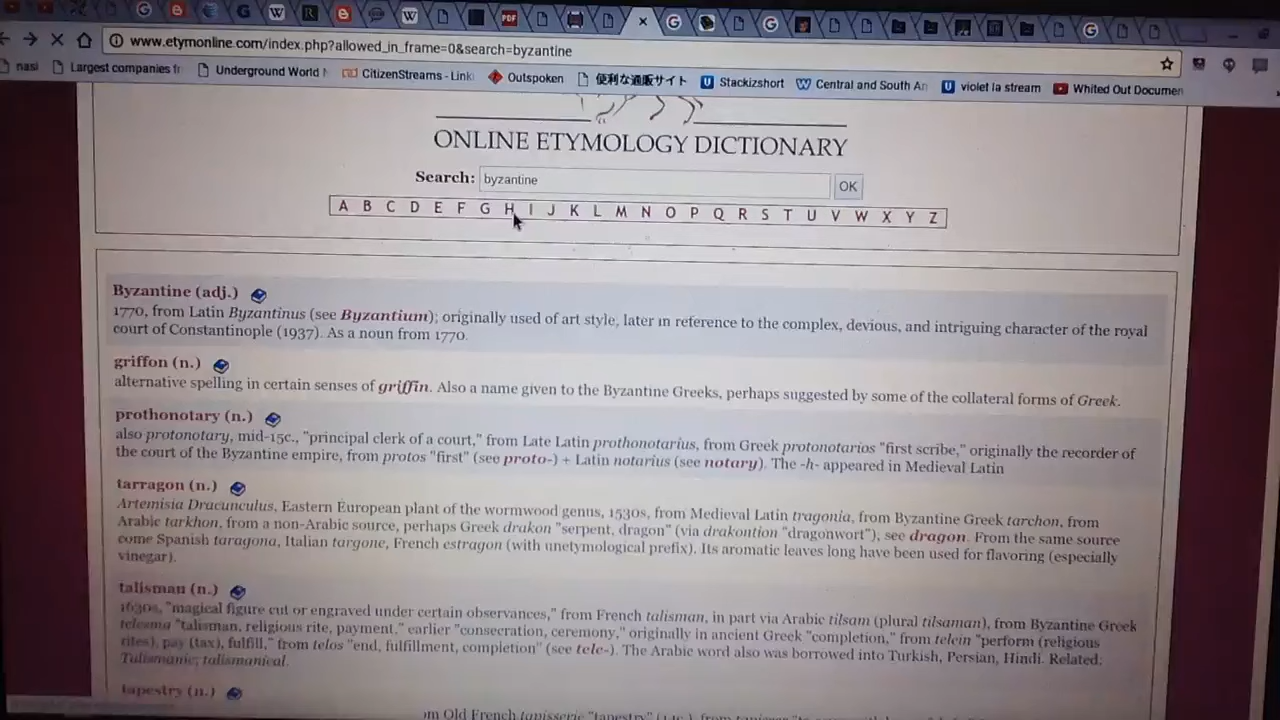 www.etymonline.com/index.php?allowed_in_frame=0&search=byzantine
nasi Largest companies fr Underground World CitizenStreams - Link Outspoken 便利な通販サイト Stackizshort Central and South An violet la stream Whited Out Documen
ONLINE ETYMOLOGY DICTIONARY
Search: byzantine OK
A B C D E F G H I J K L M N O P Q R S T U V W X Y Z
Byzantine (adj.)
1770, from Latin Byzantinus (see Byzantium); originally used of art style, later in reference to the complex, devious, and intriguing character of the royal
court of Constantinople (1937). As a noun from 1770.
griffon (n.)
alternative spelling in certain senses of griffin. Also a name given to the Byzantine Greeks, perhaps suggested by some of the collateral forms of Greek.
prothonotary (n.)
also protonotary, mid-15c., "principal clerk of a court," from Late Latin prothonotarius, from Greek protonotarios "first scribe," originally the recorder of
the court of the Byzantine empire, from protos "first" (see proto-) + Latin notarius (see notary). The -h- appeared in Medieval Latin
tarragon (n.)
Artemisia Dracunculus, Eastern European plant of the wormwood genus, 1530s, from Medieval Latin tragonia, from Byzantine Greek tarchon, from
Arabic tarkhon, from a non-Arabic source, perhaps Greek drakon "serpent, dragon" (via drakontion "dragonwort"); see dragon. From the same source
come Spanish taragona, Italian targone, French estragon (with unetymological prefix). Its aromatic leaves long have been used for flavoring (especially
vinegar).
talisman (n.)
1630s, "magical figure cut or engraved under certain observances," from French talisman, in part via Arabic tilsam (plural tilsaman), from Byzantine Greek
telesma "talisman, religious rite, payment," earlier "consecration, ceremony," originally in ancient Greek "completion," from telein "perform (religious
rites), pay (tax), fulfill," from telos "end, fulfillment, completion" (see tele-). The Arabic word also was borrowed into Turkish, Persian, Hindi. Related:
Talismanic; talismanical.
tapestry (n.)
om Old French tapisserie "tapestry"